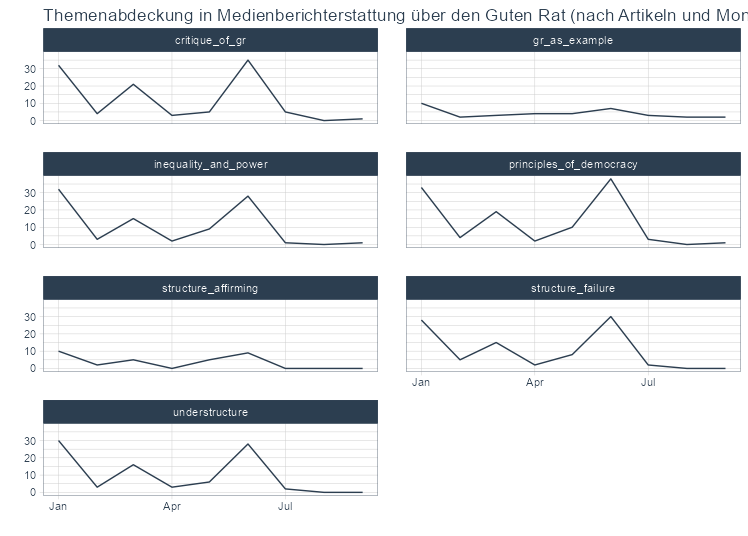 Themenabdeckung in Medienberichterstattung über den Guten Rat (nach Artikeln und Mon
critique_of_gr
gr_as_example
30
20
10
0
inequality_and_power
principles_of_democracy
30
20
10
0
structure_affirming
structure_failure
30
20
10
0
Jan Apr Jul
understructure
30
20
10
0
Jan Apr Jul